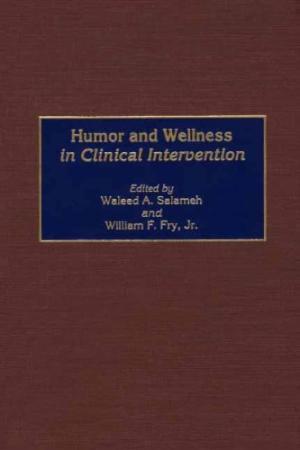 Humor and Wellness
in Clinical Intervention
Edited by
Waleed A. Salameh
and
William F. Fry, Jr.